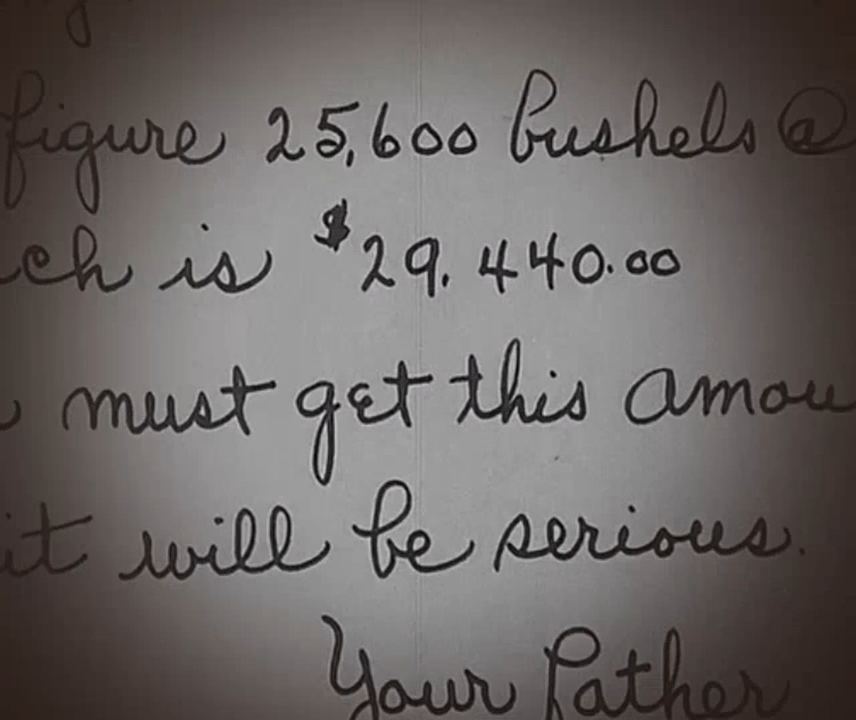 figure 25,600 bushels @
ch is $29.440.00
must get this amou
it will be serious.
Your Father